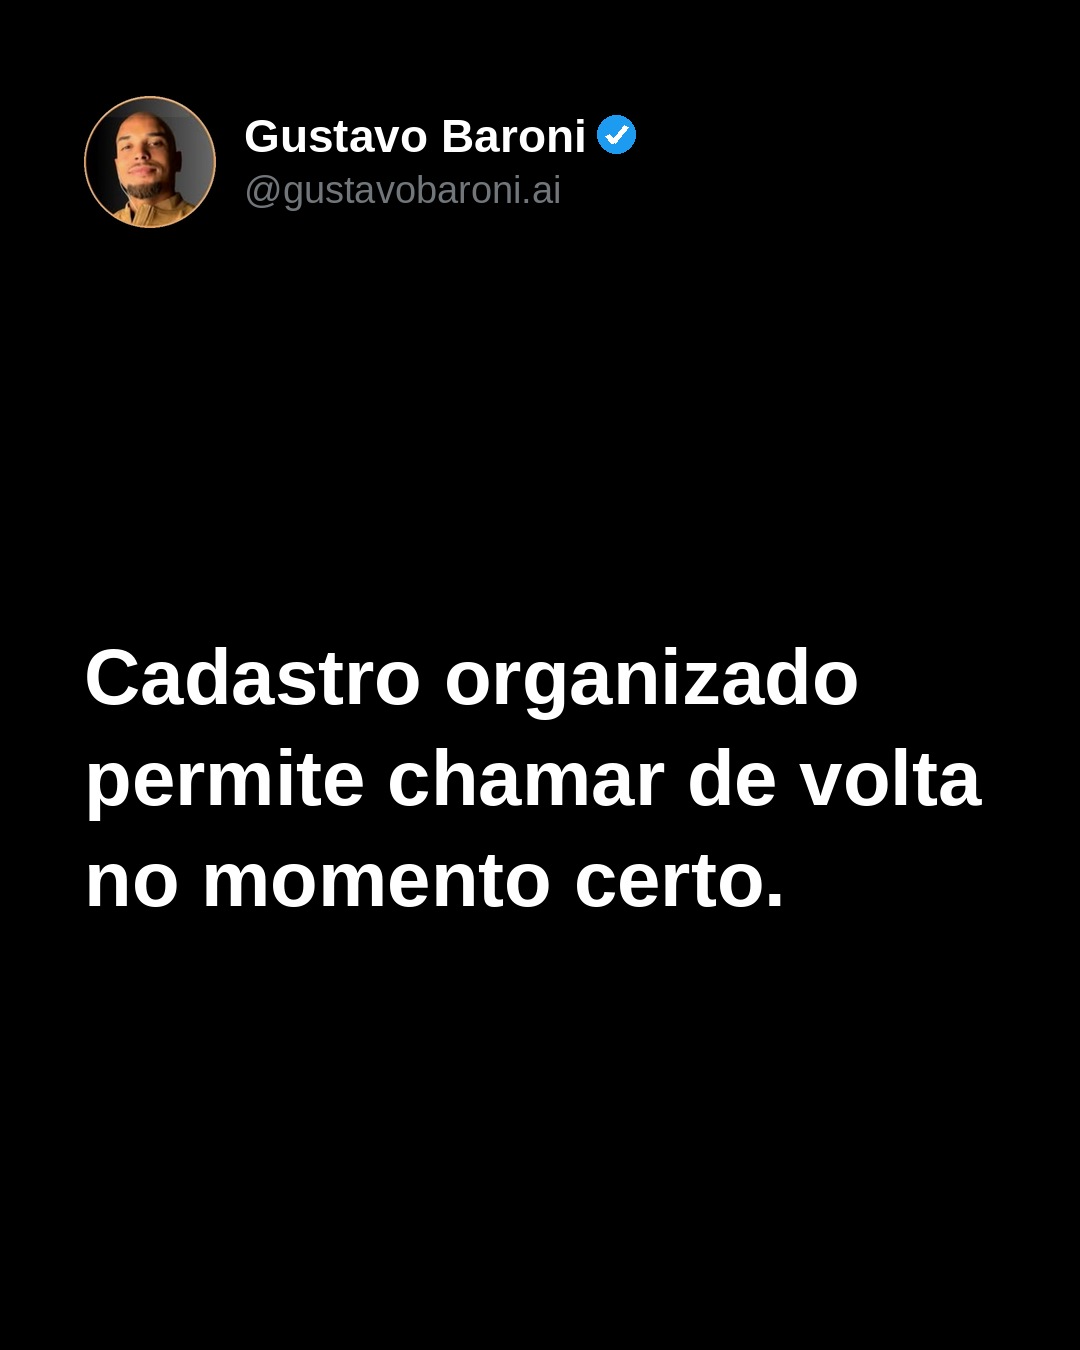 Gustavo Baroni
@gustavobaroni.ai
Cadastro organizado
permite chamar de volta
no momento certo.